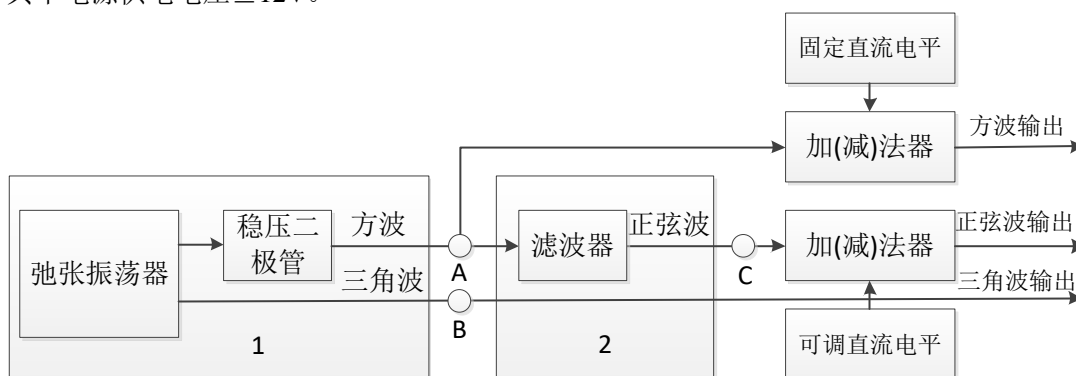 固定直流电平
加(减)法器
方波输出
弛张振荡器
稳压二
极管
方波
三角波
A
B
1
滤波器
正弦波
2
C
加(减)法器
正弦波输出
三角波输出
可调直流电平